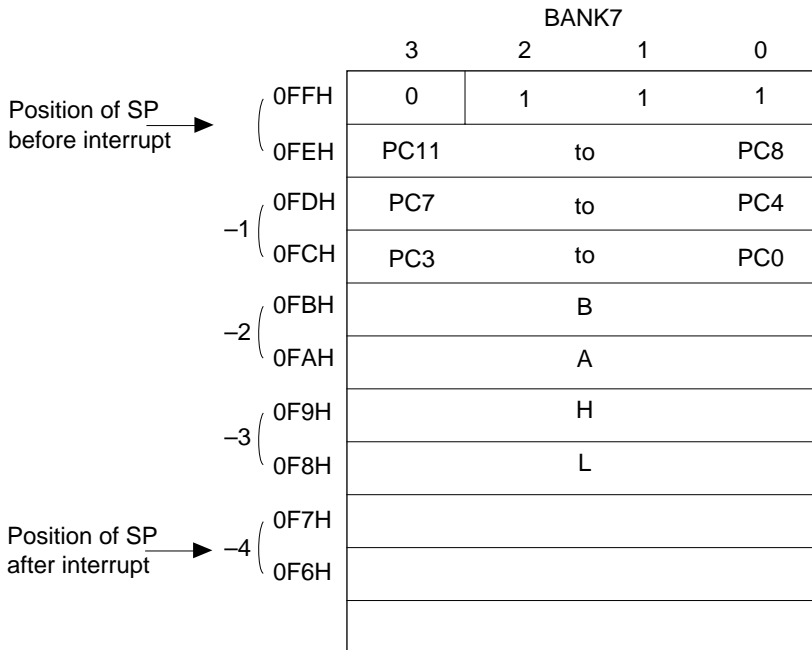 BANK7
3 2 1 0
Position of SP
before interrupt
0FFH 0 1 1 1
0FEH PC11 to PC8
–1
0FDH PC7 to PC4
0FCH PC3 to PC0
–2
0FBH B
0FAH A
–3
0F9H H
0F8H L
Position of SP
after interrupt
–4
0F7H
0F6H